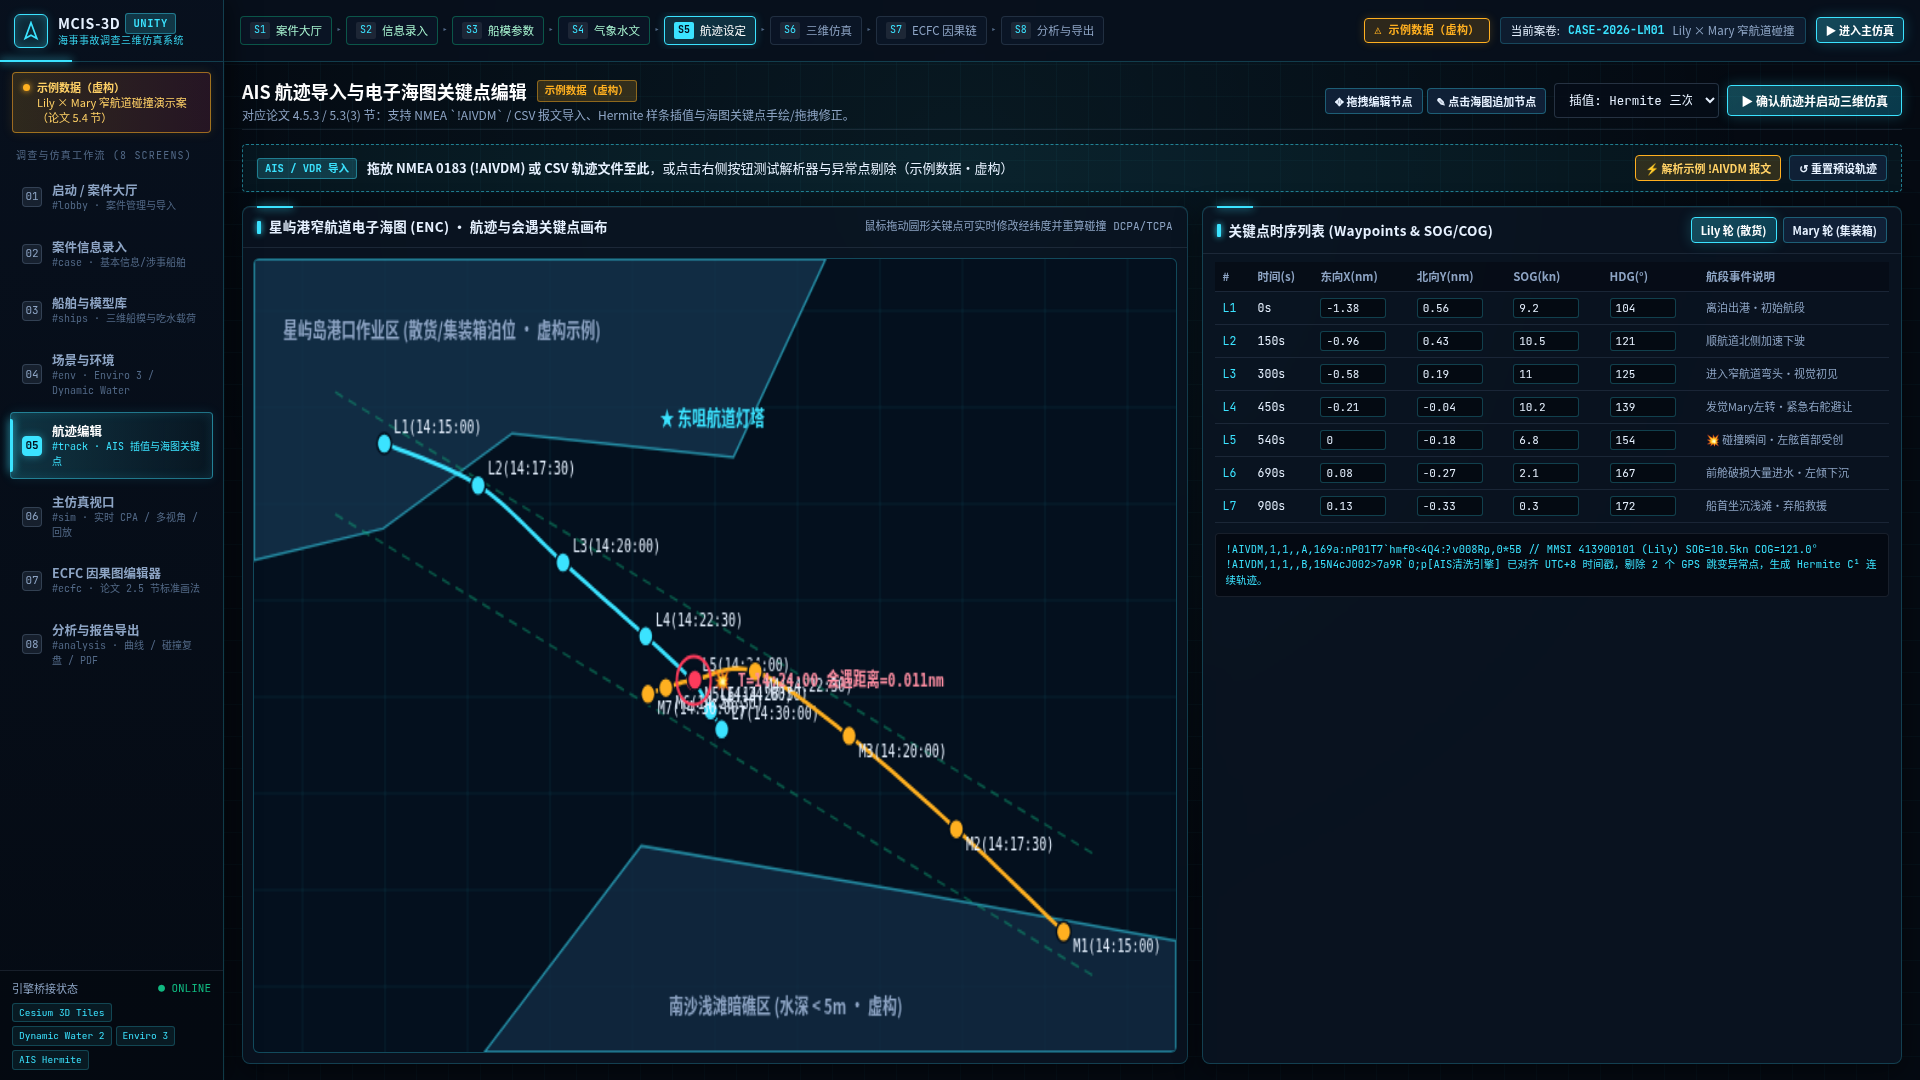 MCIS-3D UNITY
海事事故调查三维仿真系统
S1 案件大厅
S2 信息录入
S3 船模参数
S4 气象水文
S5 航迹设定
S6 三维仿真
S7 ECFC 因果链
S8 分析与导出
⚠ 示例数据（虚构）
当前案卷: CASE-2026-LM01 Lily × Mary 窄航道碰撞
▶ 进入主仿真
示例数据（虚构）
Lily × Mary 窄航道碰撞演示案
（论文 5.4 节）
调查与仿真工作流 (8 SCREENS)
01 启动 / 案件大厅
#lobby · 案件管理与导入
02 案件信息录入
#case · 基本信息/涉事船舶
03 船舶与模型库
#ships · 三维船模与吃水载荷
04 场景与环境
#env · Enviro 3 /
Dynamic Water
05 航迹编辑
#track · AIS 插值与海图关键
点
06 主仿真视口
#sim · 实时 CPA / 多视角 /
回放
07 ECFC 因果图编辑器
#ecfc · 论文 2.5 节标准画法
08 分析与报告导出
#analysis · 曲线 / 碰撞复
盘 / PDF
引擎桥接状态 ● ONLINE
Cesium 3D Tiles
Dynamic Water 2 Enviro 3
AIS Hermite
AIS 航迹导入与电子海图关键点编辑 示例数据（虚构）
对应论文 4.5.3 / 5.3(3) 节：支持 NMEA `!AIVDM` / CSV 报文导入、Hermite 样条插值与海图关键点手绘/拖拽修正。
✥ 拖拽编辑节点
✎ 点击海图追加节点
插值: Hermite 三次
▶ 确认航迹并启动三维仿真
AIS / VDR 导入 拖放 NMEA 0183 (!AIVDM) 或 CSV 轨迹文件至此，或点击右侧按钮测试解析器与异常点剔除（示例数据・虚构）
⚡ 解析示例 !AIVDM 报文
↺ 重置预设轨迹
星屿港窄航道电子海图 (ENC) · 航迹与会遇关键点画布
鼠标拖动圆形关键点可实时修改经纬度并重算碰撞 DCPA/TCPA
星屿岛港口作业区 (散货/集装箱泊位 · 虚构示例)
★ 东咀航道灯塔
L1(14:15:00)
L2(14:17:30)
L3(14:20:00)
L4(14:22:30)
L7(14:30:00)
M3(14:20:00)
M2(14:17:30)
M1(14:15:00)
南沙浅滩暗礁区 (水深 < 5m · 虚构)
关键点时序列表 (Waypoints & SOG/COG)
Lily 轮 (散货)
Mary 轮 (集装箱)
# 时间(s) 东向X(nm) 北向Y(nm) SOG(kn) HDG(°) 航段事件说明
L1 0s -1.38 0.56 9.2 104 离泊出港・初始航段
L2 150s -0.96 0.43 10.5 121 顺航道北侧加速下驶
L3 300s -0.58 0.19 11 125 进入窄航道弯头・视觉初见
L4 450s -0.21 -0.04 10.2 139 发觉Mary左转・紧急右舵避让
L5 540s 0 -0.18 6.8 154 💥 碰撞瞬间・左舷首部受创
L6 690s 0.08 -0.27 2.1 167 前舱破损大量进水・左倾下沉
L7 900s 0.13 -0.33 0.3 172 船首坐沉浅滩・弃船救援
!AIVDM,1,1,,A,169a:nP01T7`hmf0<4Q4:?v008Rp,0*5B // MMSI 413900101 (Lily) SOG=10.5kn COG=121.0°
!AIVDM,1,1,,B,15N4cJ002>7a9R`0;p[AIS清洗引擎] 已对齐 UTC+8 时间戳，剔除 2 个 GPS 跳变异常点，生成 Hermite C¹ 连
续轨迹。